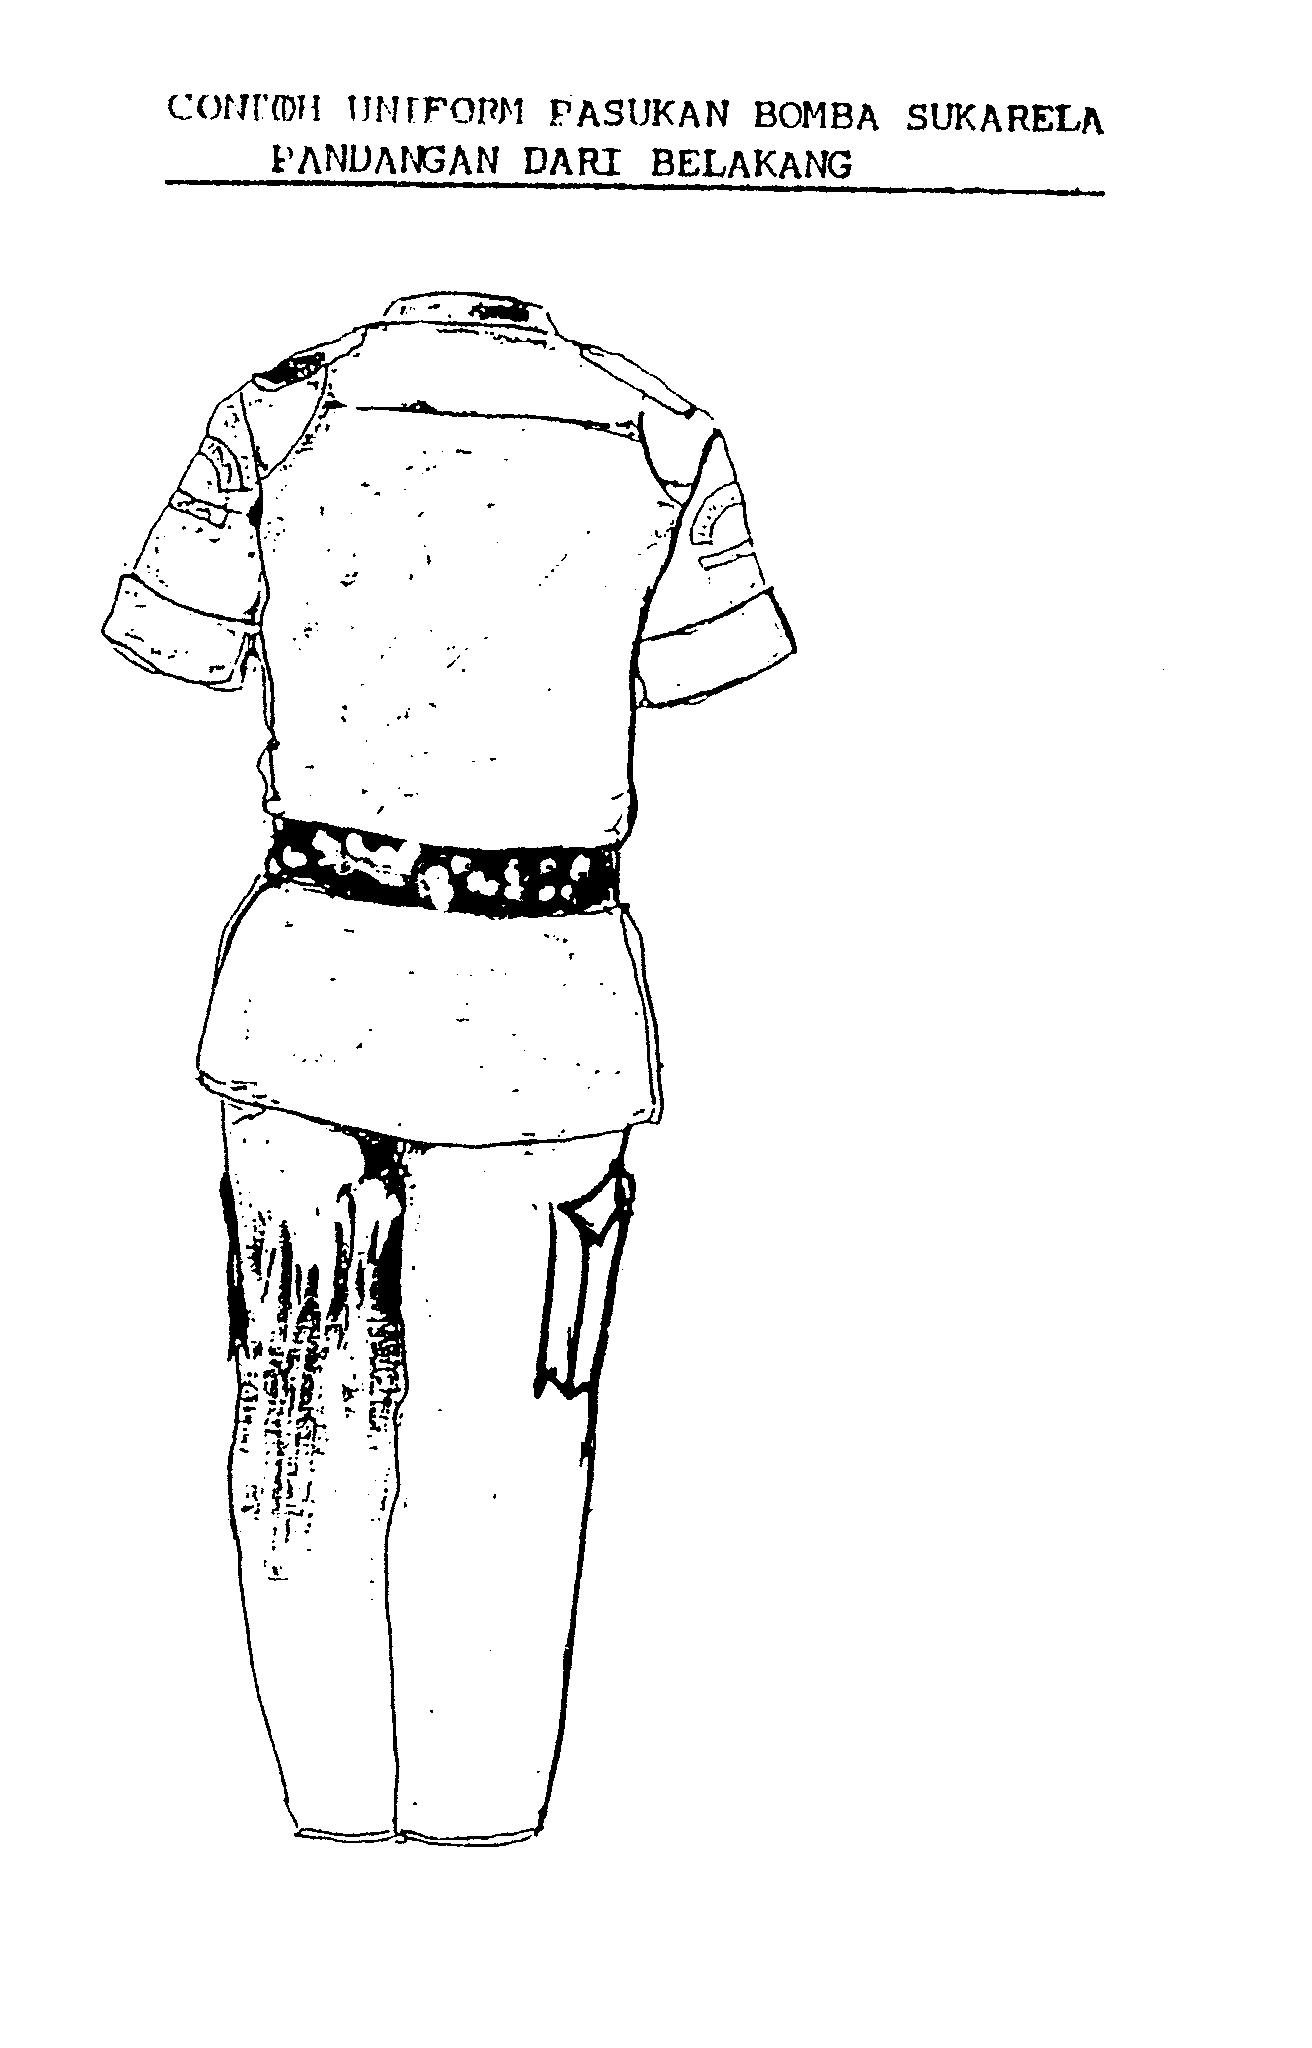 CONTOH UNIFORM PASUKAN BOMBA SUKARELA
PANDANGAN DARI BELAKANG